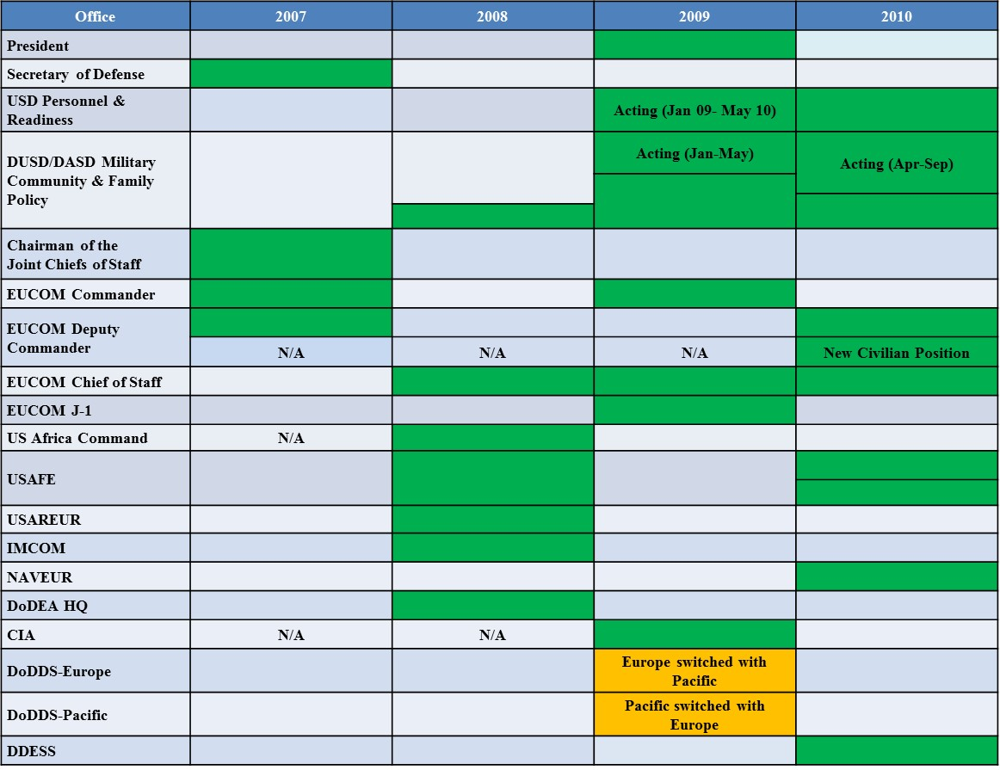 Office 2007 2008 2009 2010
President
Secretary of Defense
USD Personnel &
Readiness
Acting (Jan 09- May 10)
DUSD/DASD Military
Community & Family
Policy
Acting (Jan-May)
Acting (Apr-Sep)
Chairman of the
Joint Chiefs of Staff
EUCOM Commander
EUCOM Deputy
Commander
N/A N/A N/A New Civilian Position
EUCOM Chief of Staff
EUCOM J-1
US Africa Command N/A
USAFE
USAREUR
IMCOM
NAVEUR
DoDEA HQ
CIA N/A N/A
DoDDS-Europe
Europe switched with
Pacific
DoDDS-Pacific
Pacific switched with
Europe
DDESS